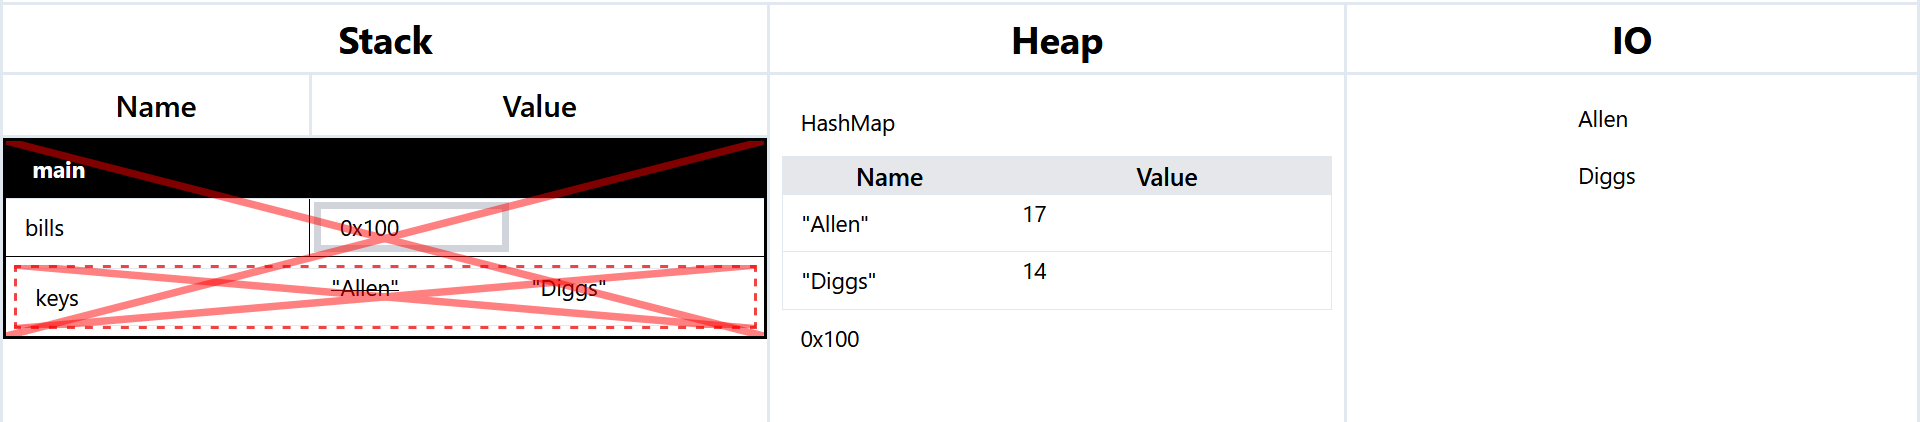 Stack Heap IO
Name Value
main
bills 0x100
keys "Allen" "Diggs"
HashMap
Name Value
"Allen" 17
"Diggs" 14
0x100
Allen
Diggs